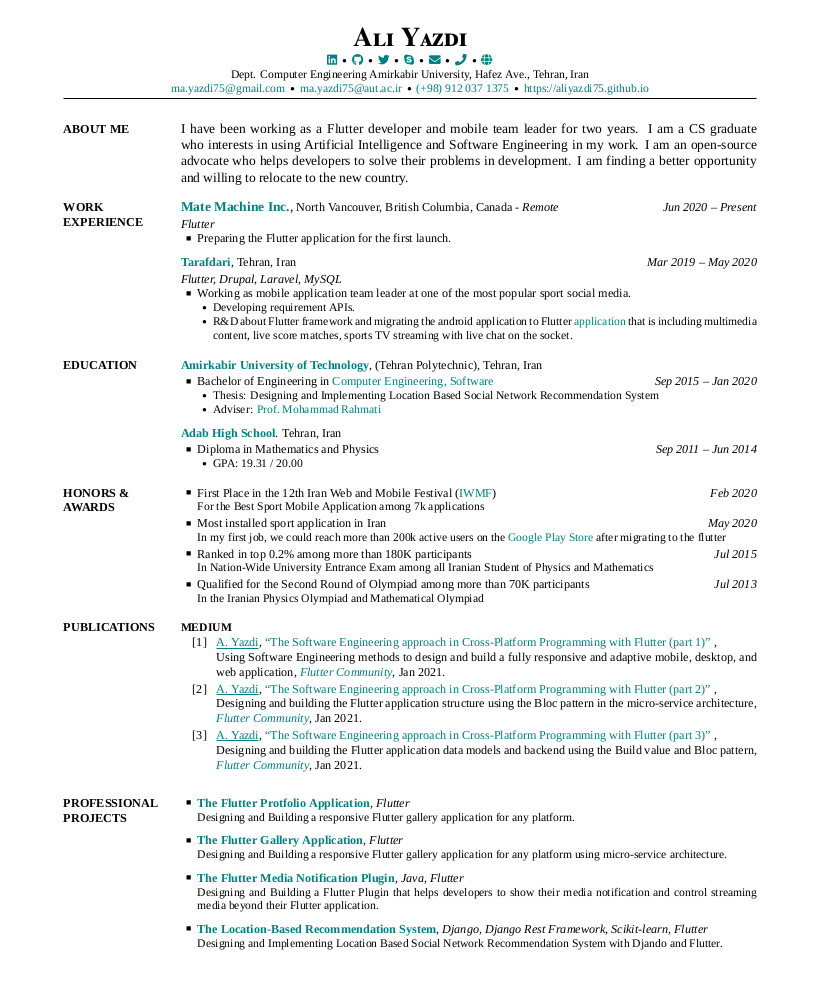 Ali Yazdi
• • • • • •
Dept. Computer Engineering Amirkabir University, Hafez Ave., Tehran, Iran
ma.yazdi75@gmail.com • ma.yazdi75@aut.ac.ir • (+98) 912 037 1375 • https://aliyazdi75.github.io
ABOUT ME
I have been working as a Flutter developer and mobile team leader for two years. I am a CS graduate
who interests in using Artificial Intelligence and Software Engineering in my work. I am an open-source
advocate who helps developers to solve their problems in development. I am finding a better opportunity
and willing to relocate to the new country.
WORK
EXPERIENCE
Mate Machine Inc., North Vancouver, British Columbia, Canada - Remote Jun 2020 – Present
Flutter
▪ Preparing the Flutter application for the first launch.
Tarafdari, Tehran, Iran Mar 2019 – May 2020
Flutter, Drupal, Laravel, MySQL
▪ Working as mobile application team leader at one of the most popular sport social media.
• Developing requirement APIs.
• R&D about Flutter framework and migrating the android application to Flutter application that is including multimedia
content, live score matches, sports TV streaming with live chat on the socket.
EDUCATION
Amirkabir University of Technology, (Tehran Polytechnic), Tehran, Iran
▪ Bachelor of Engineering in Computer Engineering, Software Sep 2015 – Jan 2020
• Thesis: Designing and Implementing Location Based Social Network Recommendation System
• Adviser: Prof. Mohammad Rahmati
Adab High School. Tehran, Iran
▪ Diploma in Mathematics and Physics Sep 2011 – Jun 2014
• GPA: 19.31 / 20.00
HONORS &
AWARDS
▪ First Place in the 12th Iran Web and Mobile Festival (IWMF) Feb 2020
For the Best Sport Mobile Application among 7k applications
▪ Most installed sport application in Iran May 2020
In my first job, we could reach more than 200k active users on the Google Play Store after migrating to the flutter
▪ Ranked in top 0.2% among more than 180K participants Jul 2015
In Nation-Wide University Entrance Exam among all Iranian Student of Physics and Mathematics
▪ Qualified for the Second Round of Olympiad among more than 70K participants Jul 2013
In the Iranian Physics Olympiad and Mathematical Olympiad
PUBLICATIONS
MEDIUM
[1] A. Yazdi, “The Software Engineering approach in Cross-Platform Programming with Flutter (part 1)” ,
Using Software Engineering methods to design and build a fully responsive and adaptive mobile, desktop, and
web application, Flutter Community, Jan 2021.
[2] A. Yazdi, “The Software Engineering approach in Cross-Platform Programming with Flutter (part 2)” ,
Designing and building the Flutter application structure using the Bloc pattern in the micro-service architecture,
Flutter Community, Jan 2021.
[3] A. Yazdi, “The Software Engineering approach in Cross-Platform Programming with Flutter (part 3)” ,
Designing and building the Flutter application data models and backend using the Build value and Bloc pattern,
Flutter Community, Jan 2021.
PROFESSIONAL
PROJECTS
▪ The Flutter Protfolio Application, Flutter
Designing and Building a responsive Flutter gallery application for any platform.
▪ The Flutter Gallery Application, Flutter
Designing and Building a responsive Flutter gallery application for any platform using micro-service architecture.
▪ The Flutter Media Notification Plugin, Java, Flutter
Designing and Building a Flutter Plugin that helps developers to show their media notification and control streaming
media beyond their Flutter application.
▪ The Location-Based Recommendation System, Django, Django Rest Framework, Scikit-learn, Flutter
Designing and Implementing Location Based Social Network Recommendation System with Djando and Flutter.